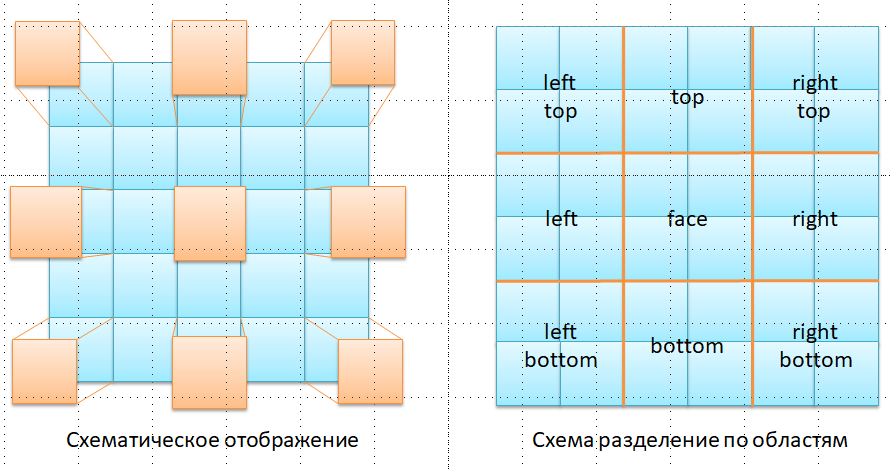 left
top
top
right
top
left
face
right
left
bottom
bottom
right
bottom
Схематическое отображение
Схема разделение по областям